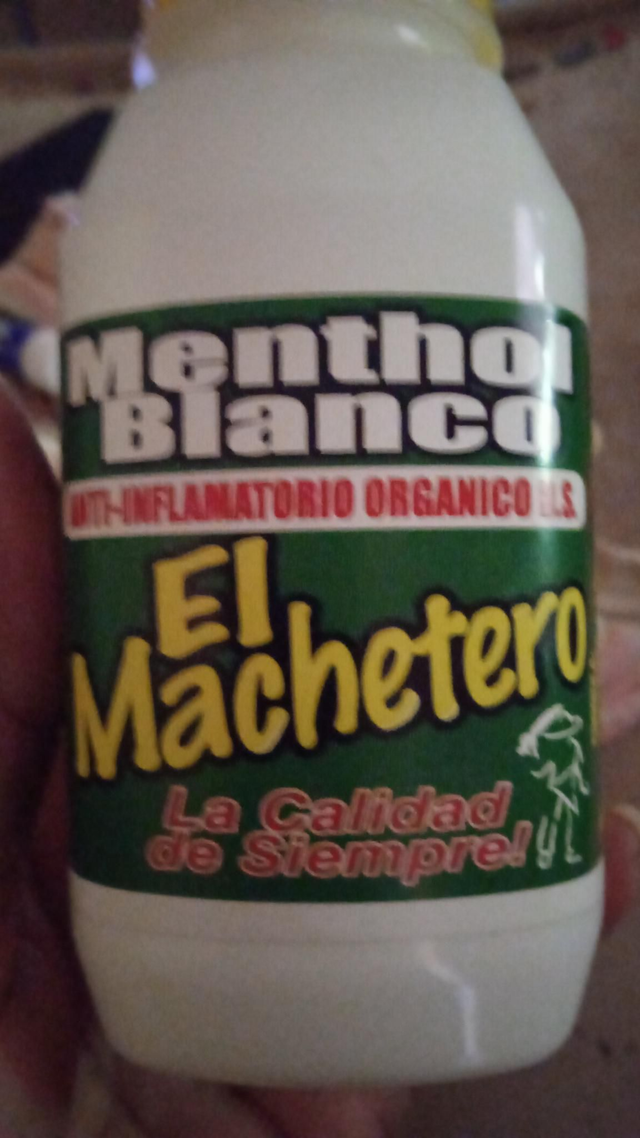 Menthol
Blanco
ANTI-INFLAMATORIO ORGANICO
El
Machetero
La Calidad
de Siempre!